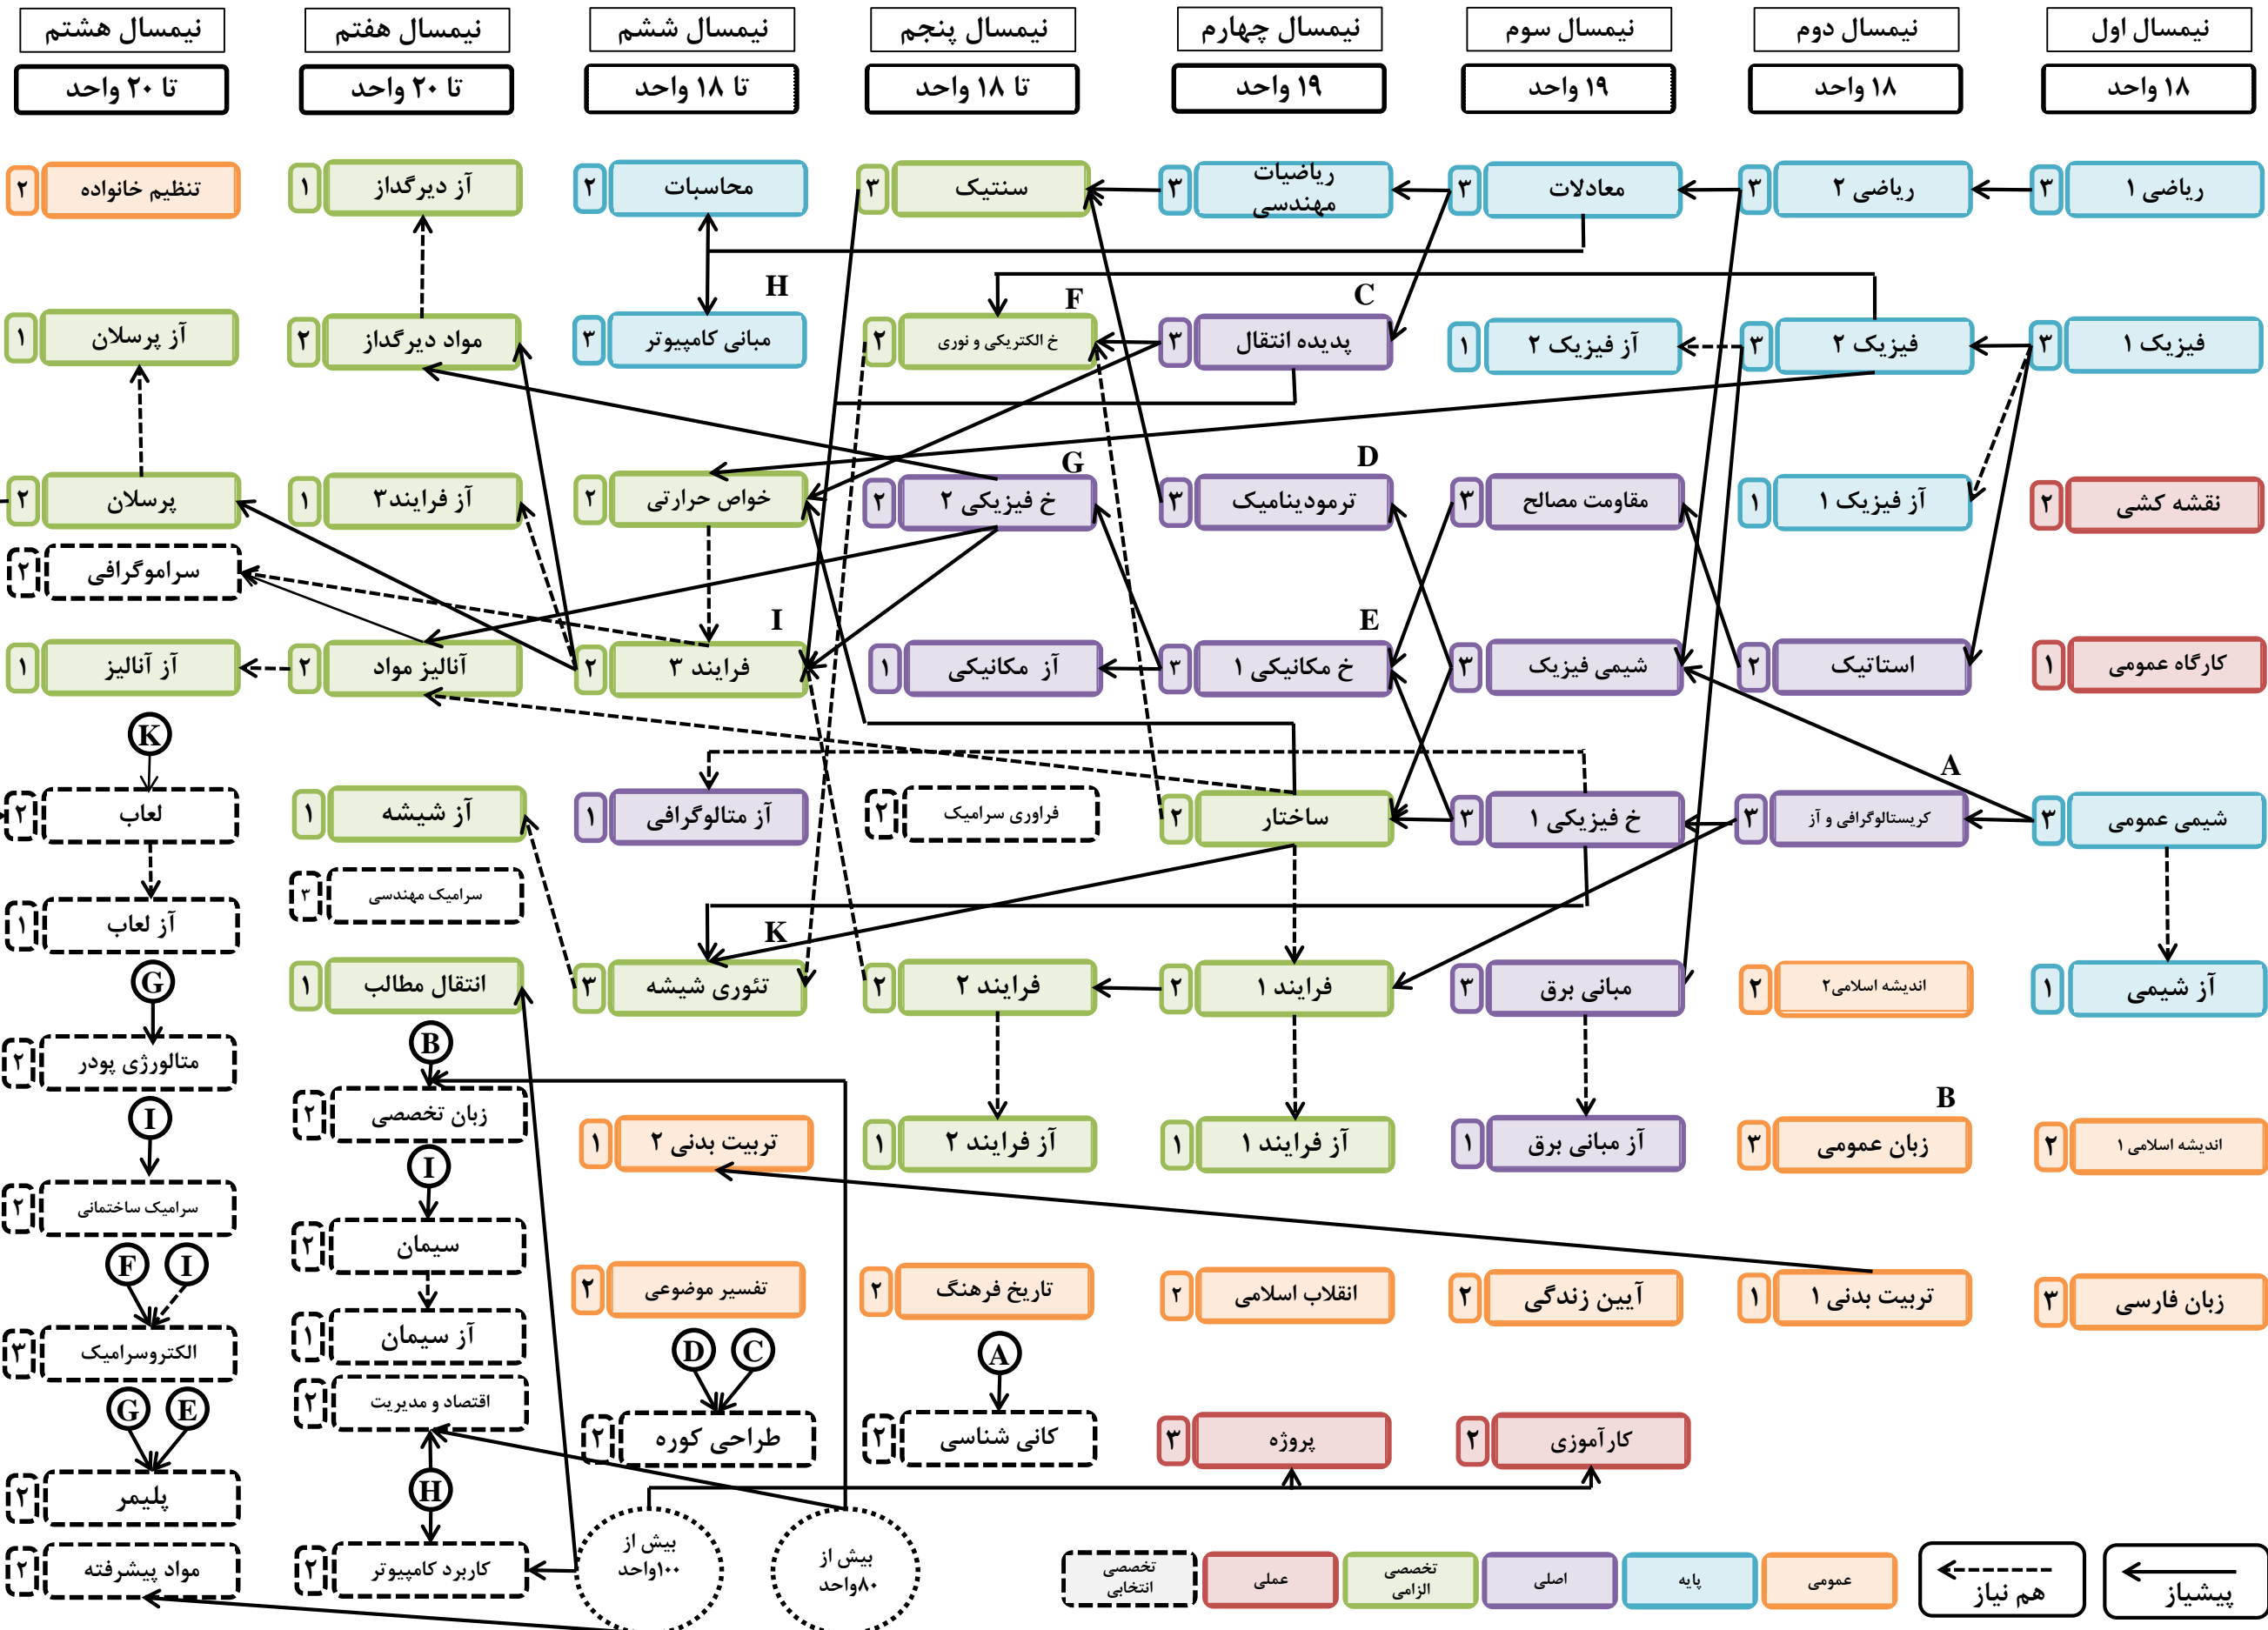 نیمسال اول
نیمسال دوم
نیمسال سوم
نیمسال چهارم
نیمسال پنجم
نیمسال ششم
نیمسال هفتم
نیمسال هشتم
۱۸ واحد
۱۸ واحد
۱۹ واحد
۱۹ واحد
تا ۱۸ واحد
تا ۱۸ واحد
تا ۲۰ واحد
تا ۲۰ واحد
ریاضی ۱
۳
ریاضی ۲
۳
معادلات
۳
ریاضیات
مهندسی
۳
سنتیک
۳
محاسبات
۲
آز دیرگداز
۱
تنظیم خانواده
۲
H
F
C
فیزیک ۱
۳
فیزیک ۲
۳
آز فیزیک ۲
۱
پدیده انتقال
۳
خ الکتریکی و نوری
۲
مبانی کامپیوتر
۳
مواد دیرگداز
۲
آز پرسلان
۱
D
G
نقشه کشی
۲
آز فیزیک ۱
۱
مقاومت مصالح
۳
ترمودینامیک
۳
خ فیزیکی ۲
۲
خواص حرارتی
۲
آز فرایند۳
۱
پرسلان
۲
سراموگرافی
۲
E
I
کارگاه عمومی
۱
استاتیک
۲
شیمی فیزیک
۳
خ مکانیکی ۱
۳
آز مکانیکی
۱
فرایند ۳
۲
آنالیز مواد
۲
آز آنالیز
۱
K
A
شیمی عمومی
۳
کریستالوگرافی و آز
۳
خ فیزیکی ۱
۳
ساختار
۲
فراوری سرامیک
۲
آز متالوگرافی
۱
آز شیشه
۱
لعاب
۲
سرامیک مهندسی
۳
آز لعاب
۱
K
آز شیمی
۱
اندیشه اسلامی۲
۲
مبانی برق
۳
فرایند ۱
۲
فرایند ۲
۲
تئوری شیشه
۳
انتقال مطالب
۱
G
متالورژی پودر
۲
B
زبان تخصصی
۲
B
اندیشه اسلامی ۱
۲
زبان عمومی
۳
آز مبانی برق
۱
آز فرایند ۱
۱
آز فرایند ۲
۱
تربیت بدنی ۲
۱
I
سیمان
۲
I
سرامیک ساختمانی
۲
زبان فارسی
۳
تربیت بدنی ۱
۱
آیین زندگی
۲
انقلاب اسلامی
۲
تاریخ فرهنگ
۲
تفسیر موضوعی
۲
آز سیمان
۱
F
I
الکتروسرامیک
۳
A
D
C
اقتصاد و مدیریت
۲
G
E
کارآموزی
۲
پروژه
۳
کانی شناسی
۲
طراحی کوره
۲
H
پلیمر
۲
بیش از
۸۰واحد
بیش از
۱۰۰واحد
کاربرد کامپیوتر
۲
مواد پیشرفته
۲
پیشیاز
هم نیاز
عمومی
پایه
اصلی
تخصصی
الزامی
عملی
تخصصی
انتخابی